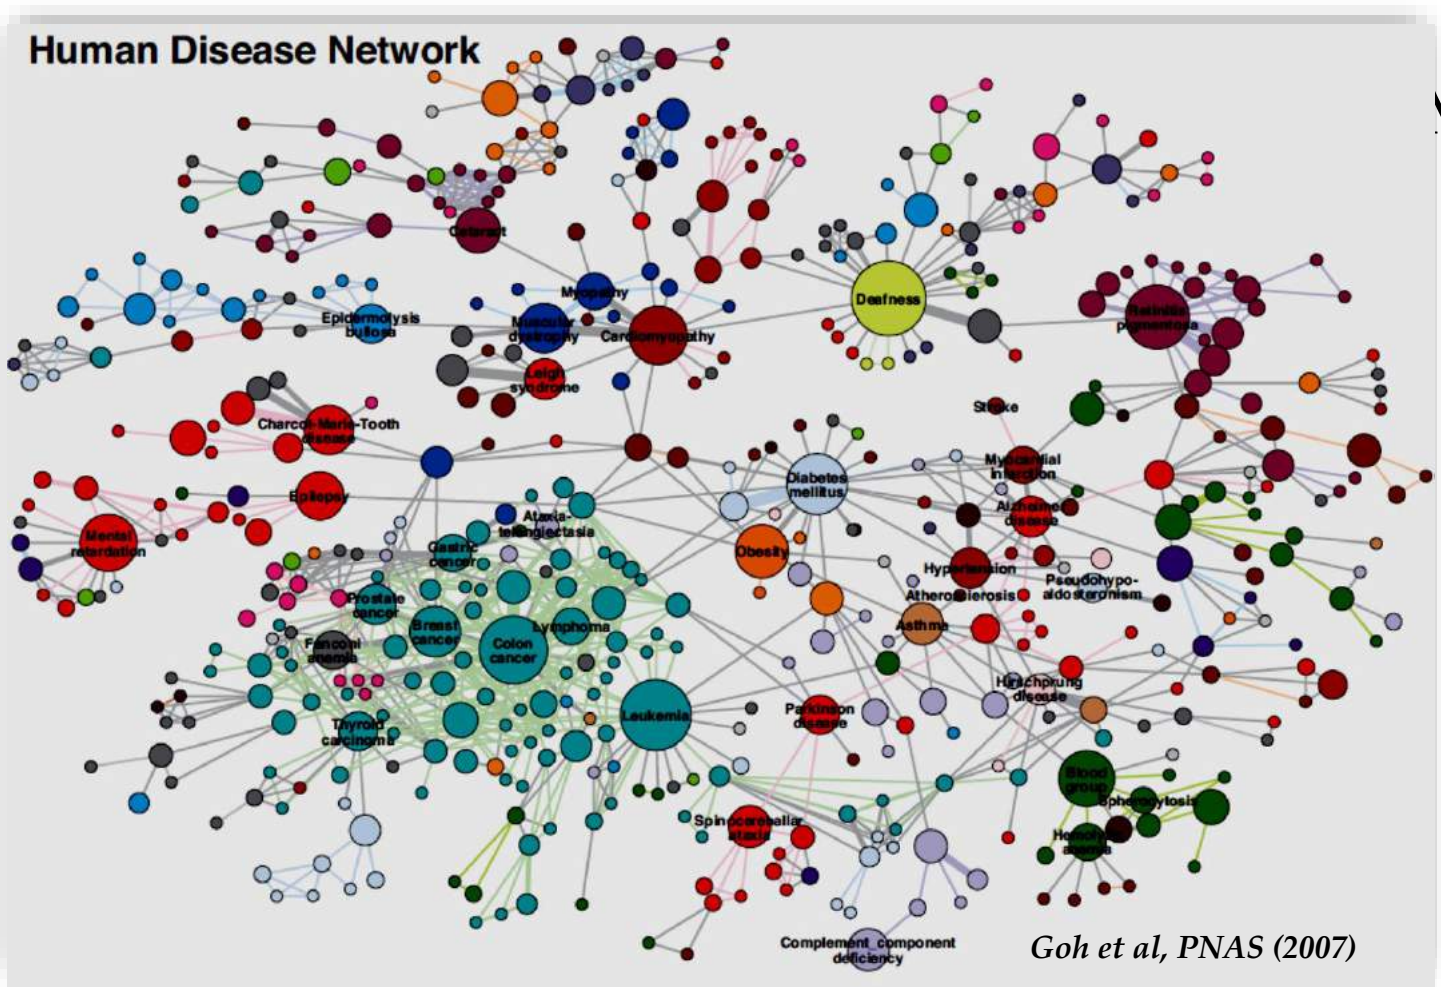 Human Disease Network
Cataract
Myopathy
Deafness
Epidermolysis
bullosa
Muscular
dystrophy
Cardiomyopathy
Retinitis
pigmentosa
Leigh
syndrome
Charcot-Marie-Tooth
disease
Stroke
Myocardial
infarction
Epilepsy
Diabetes
mellitus
Alzheimer
disease
Ataxia-
telangiectasia
Mental
retardation
Gastric
cancer
Obesity
Hypertension
Pseudohypo-
aldosteronism
Prostate
cancer
Atherosclerosis
Breast
cancer
Lymphoma
Asthma
Fanconi
anemia
Colon
cancer
Hirschprung
disease
Leukemia
Parkinson
disease
Thyroid
carcinoma
Blood
group
Spherocytosis
Spinocereballar
ataxia
Hemolytic
anemia
Complement_component
deficiency
Goh et al, PNAS (2007)